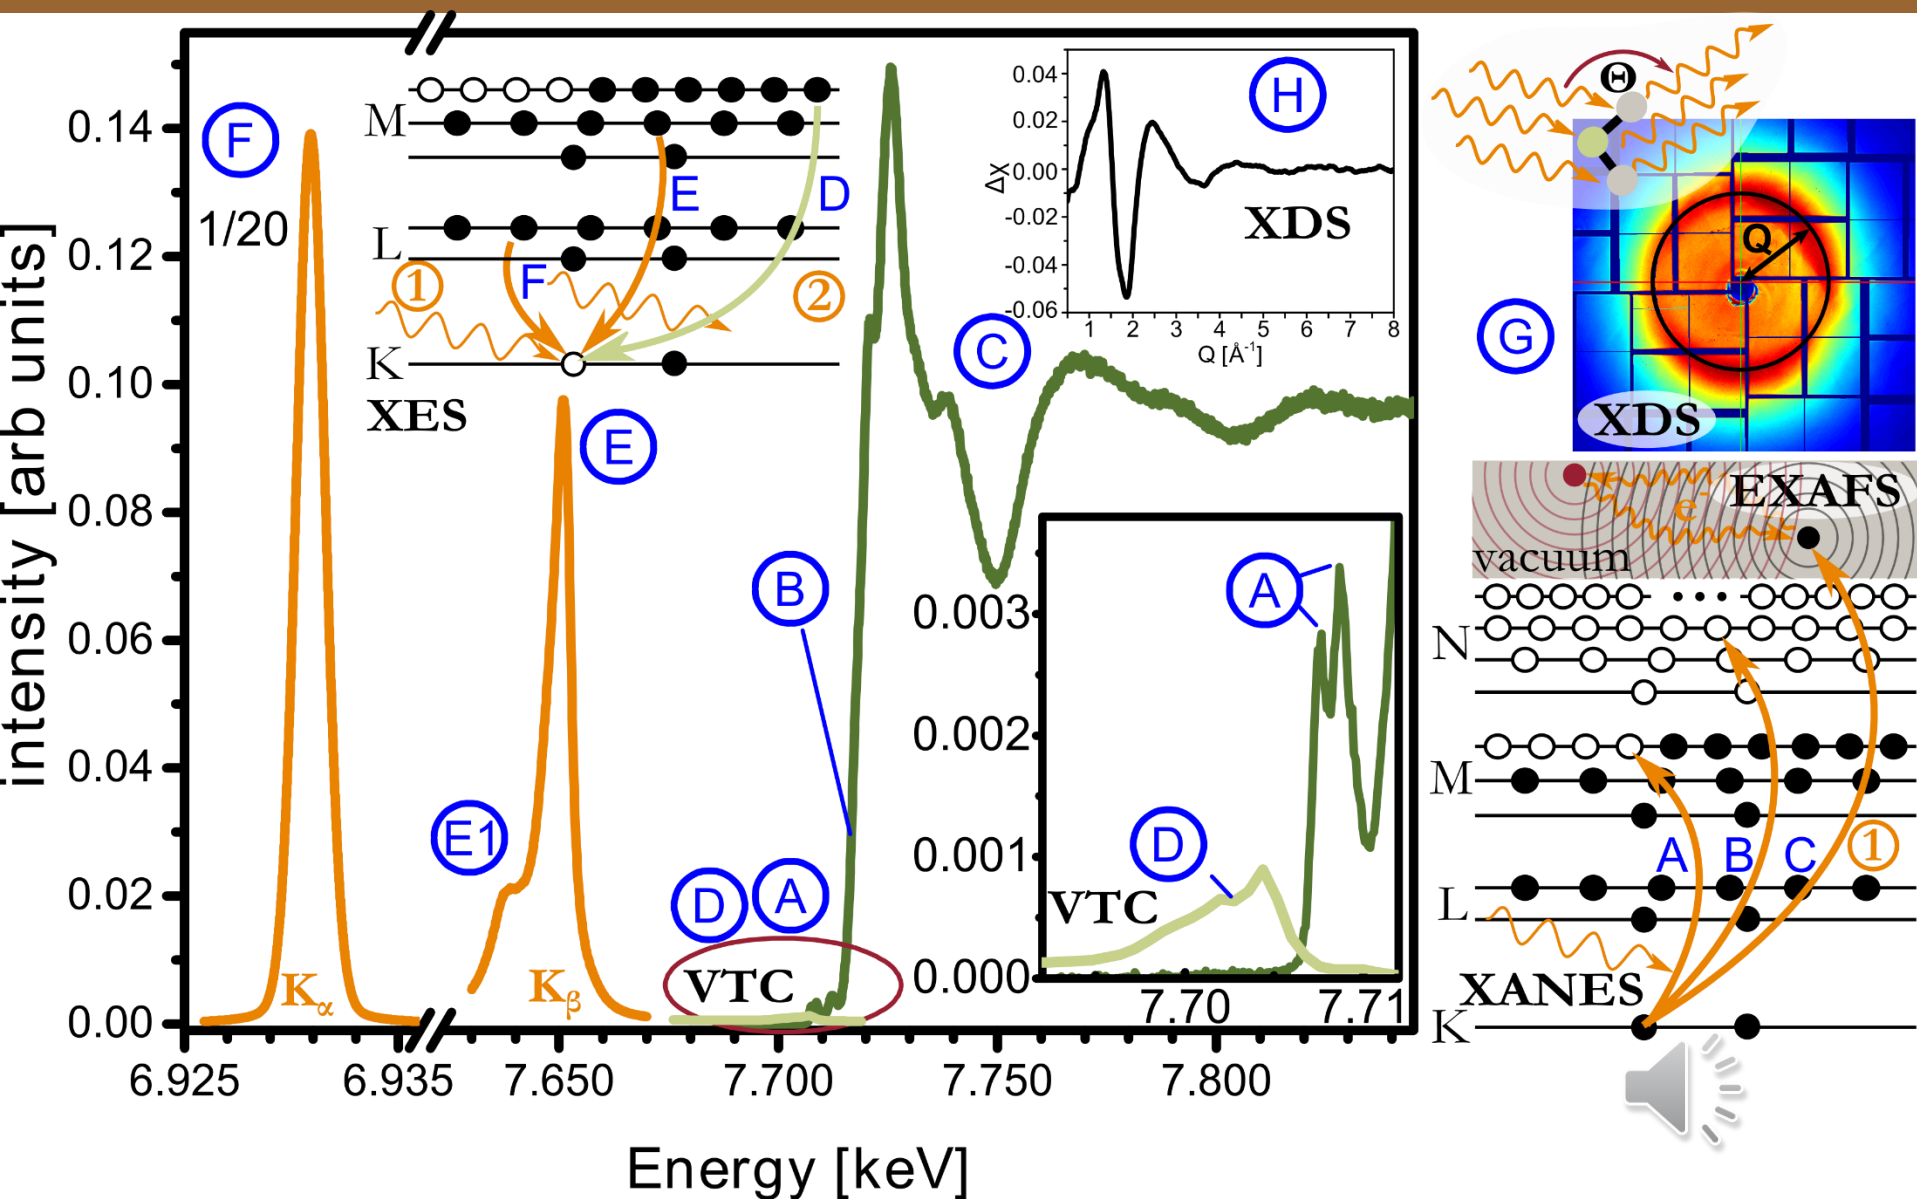 intensity [arb units]
0.14
0.12
0.10
0.08
0.06
0.04
0.02
0.00
6.925
6.935
7.650
7.700
7.750
7.800
Energy [keV]
F
1/20
Kα
M
L
K
E
D
F
1
2
XES
E
E1
Kβ
D
A
VTC
B
C
H
XDS
0.04
0.02
0.00
-0.02
-0.04
-0.06
Δχ
1 2 3 4 5 6 7 8
Q [Å-1]
A
D
VTC
0.003
0.002
0.001
0.000
7.70
7.71
Θ
Q
G
XDS
EXAFS
e-
vacuum
N
M
A B C 1
L
XANES
K